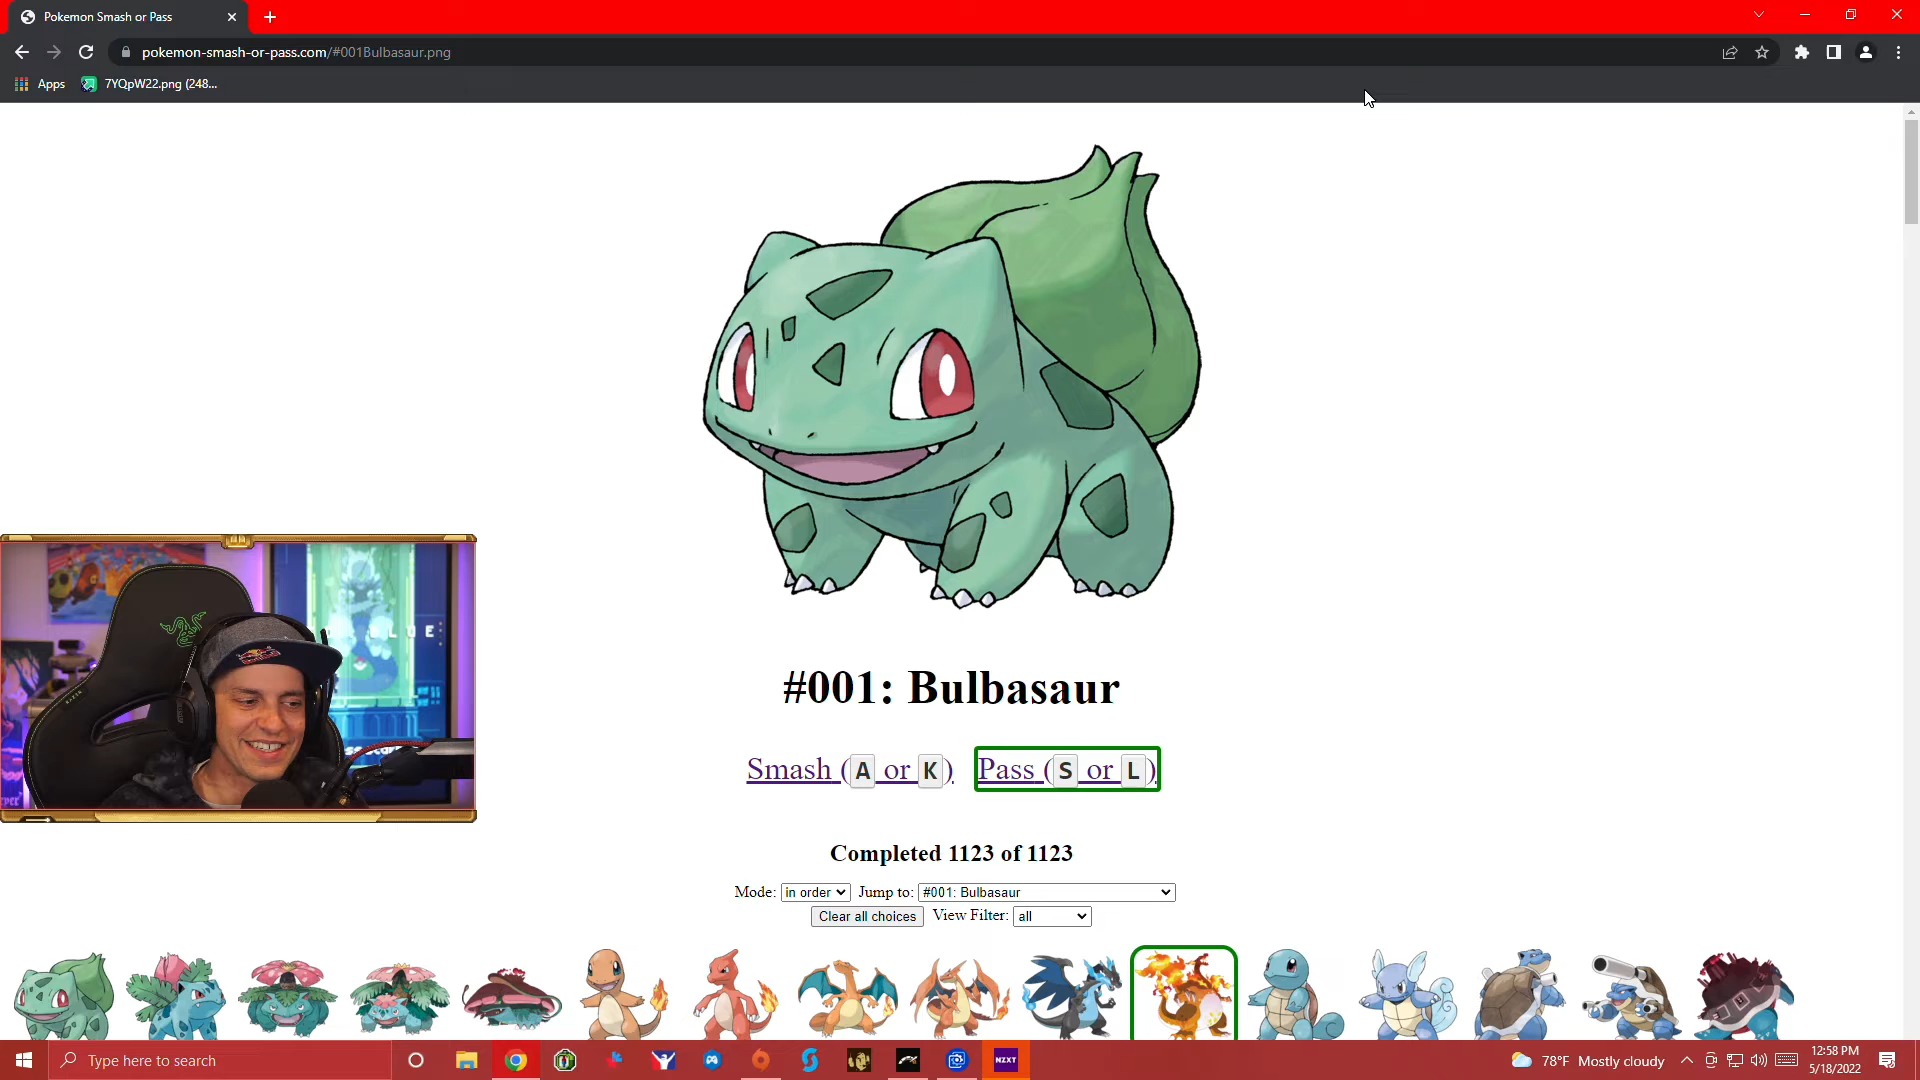 Pokemon Smash or Pass
pokemon-smash-or-pass.com/#001Bulbasaur.png
Apps
7YQpW22.png (248...
#001: Bulbasaur
Smash (A or K) Pass (S or L)
Completed 1123 of 1123
Mode: in order Jump to: #001: Bulbasaur
Clear all choices View Filter: all
BLUE
Type here to search
NZXT
78°F Mostly cloudy
12:58 PM
5/18/2022